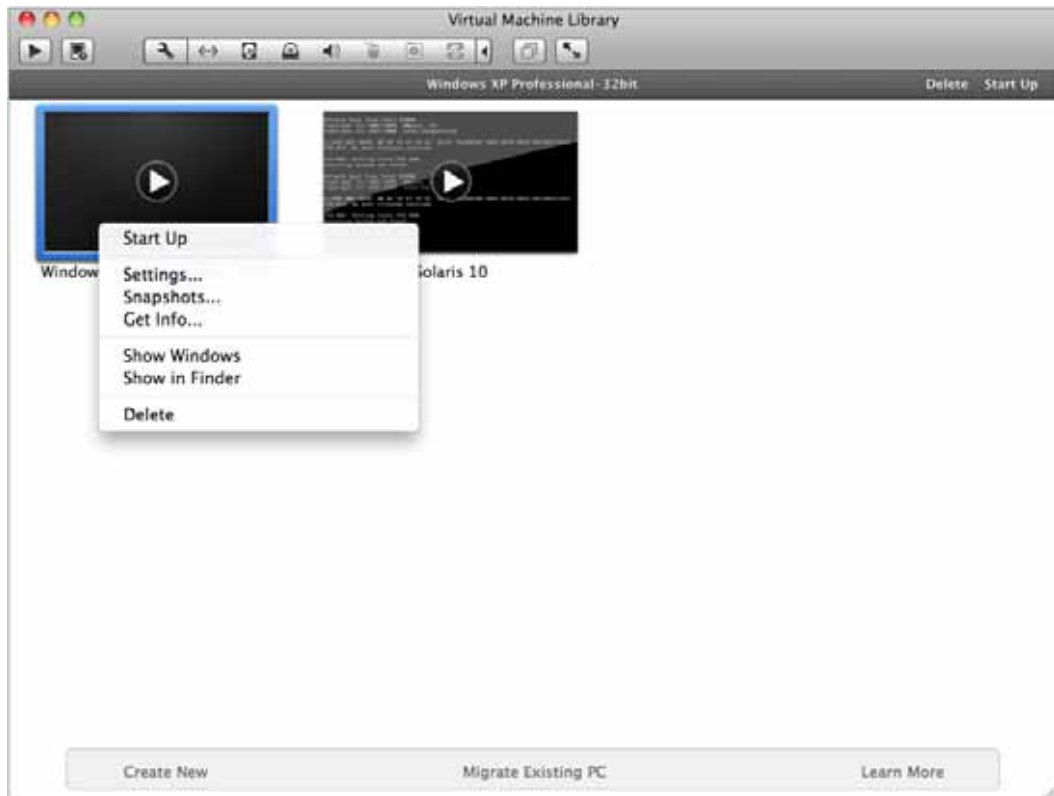 Virtual Machine Library
Windows XP Professional-32bit Delete Start Up
Window
Solaris 10
Start Up
Settings...
Snapshots...
Get Info...
Show Windows
Show in Finder
Delete
Create New Migrate Existing PC Learn More